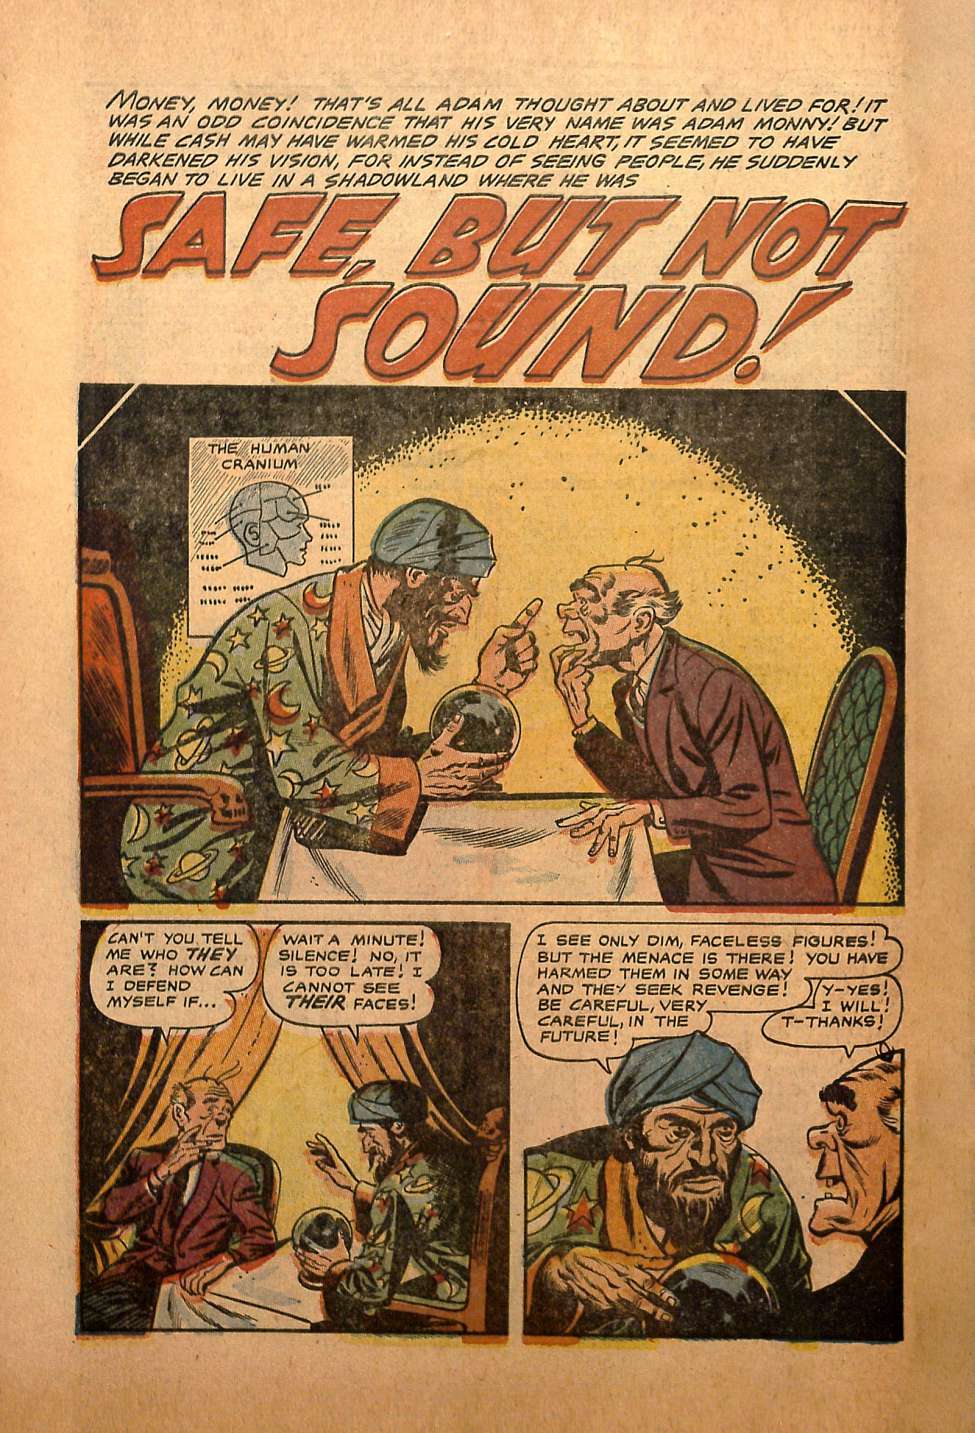 MONEY, MONEY! THAT'S ALL ADAM THOUGHT ABOUT AND LIVED FOR! IT
WAS AN ODD COINCIDENCE THAT HIS VERY NAME WAS ADAM MONNY! BUT
WHILE CASH MAY HAVE WARMED HIS COLD HEART, IT SEEMED TO HAVE
DARKENED HIS VISION, FOR INSTEAD OF SEEING PEOPLE, HE SUDDENLY
BEGAN TO LIVE IN A SHADOWLAND WHERE HE WAS
SAFE, BUT NOT
SOUND!
THE HUMAN
CRANIUM
CAN'T YOU TELL
ME WHO THEY
ARE? HOW CAN
I DEFEND
MYSELF IF...
WAIT A MINUTE!
SILENCE! NO, IT
IS TOO LATE! I
CANNOT SEE
THEIR FACES!
I SEE ONLY DIM, FACELESS FIGURES!
BUT THE MENACE IS THERE! YOU HAVE
HARMED THEM IN SOME WAY
AND THEY SEEK REVENGE!
BE CAREFUL, VERY
CAREFUL, IN THE
FUTURE!
Y-YES!
I WILL!
T-THANKS!